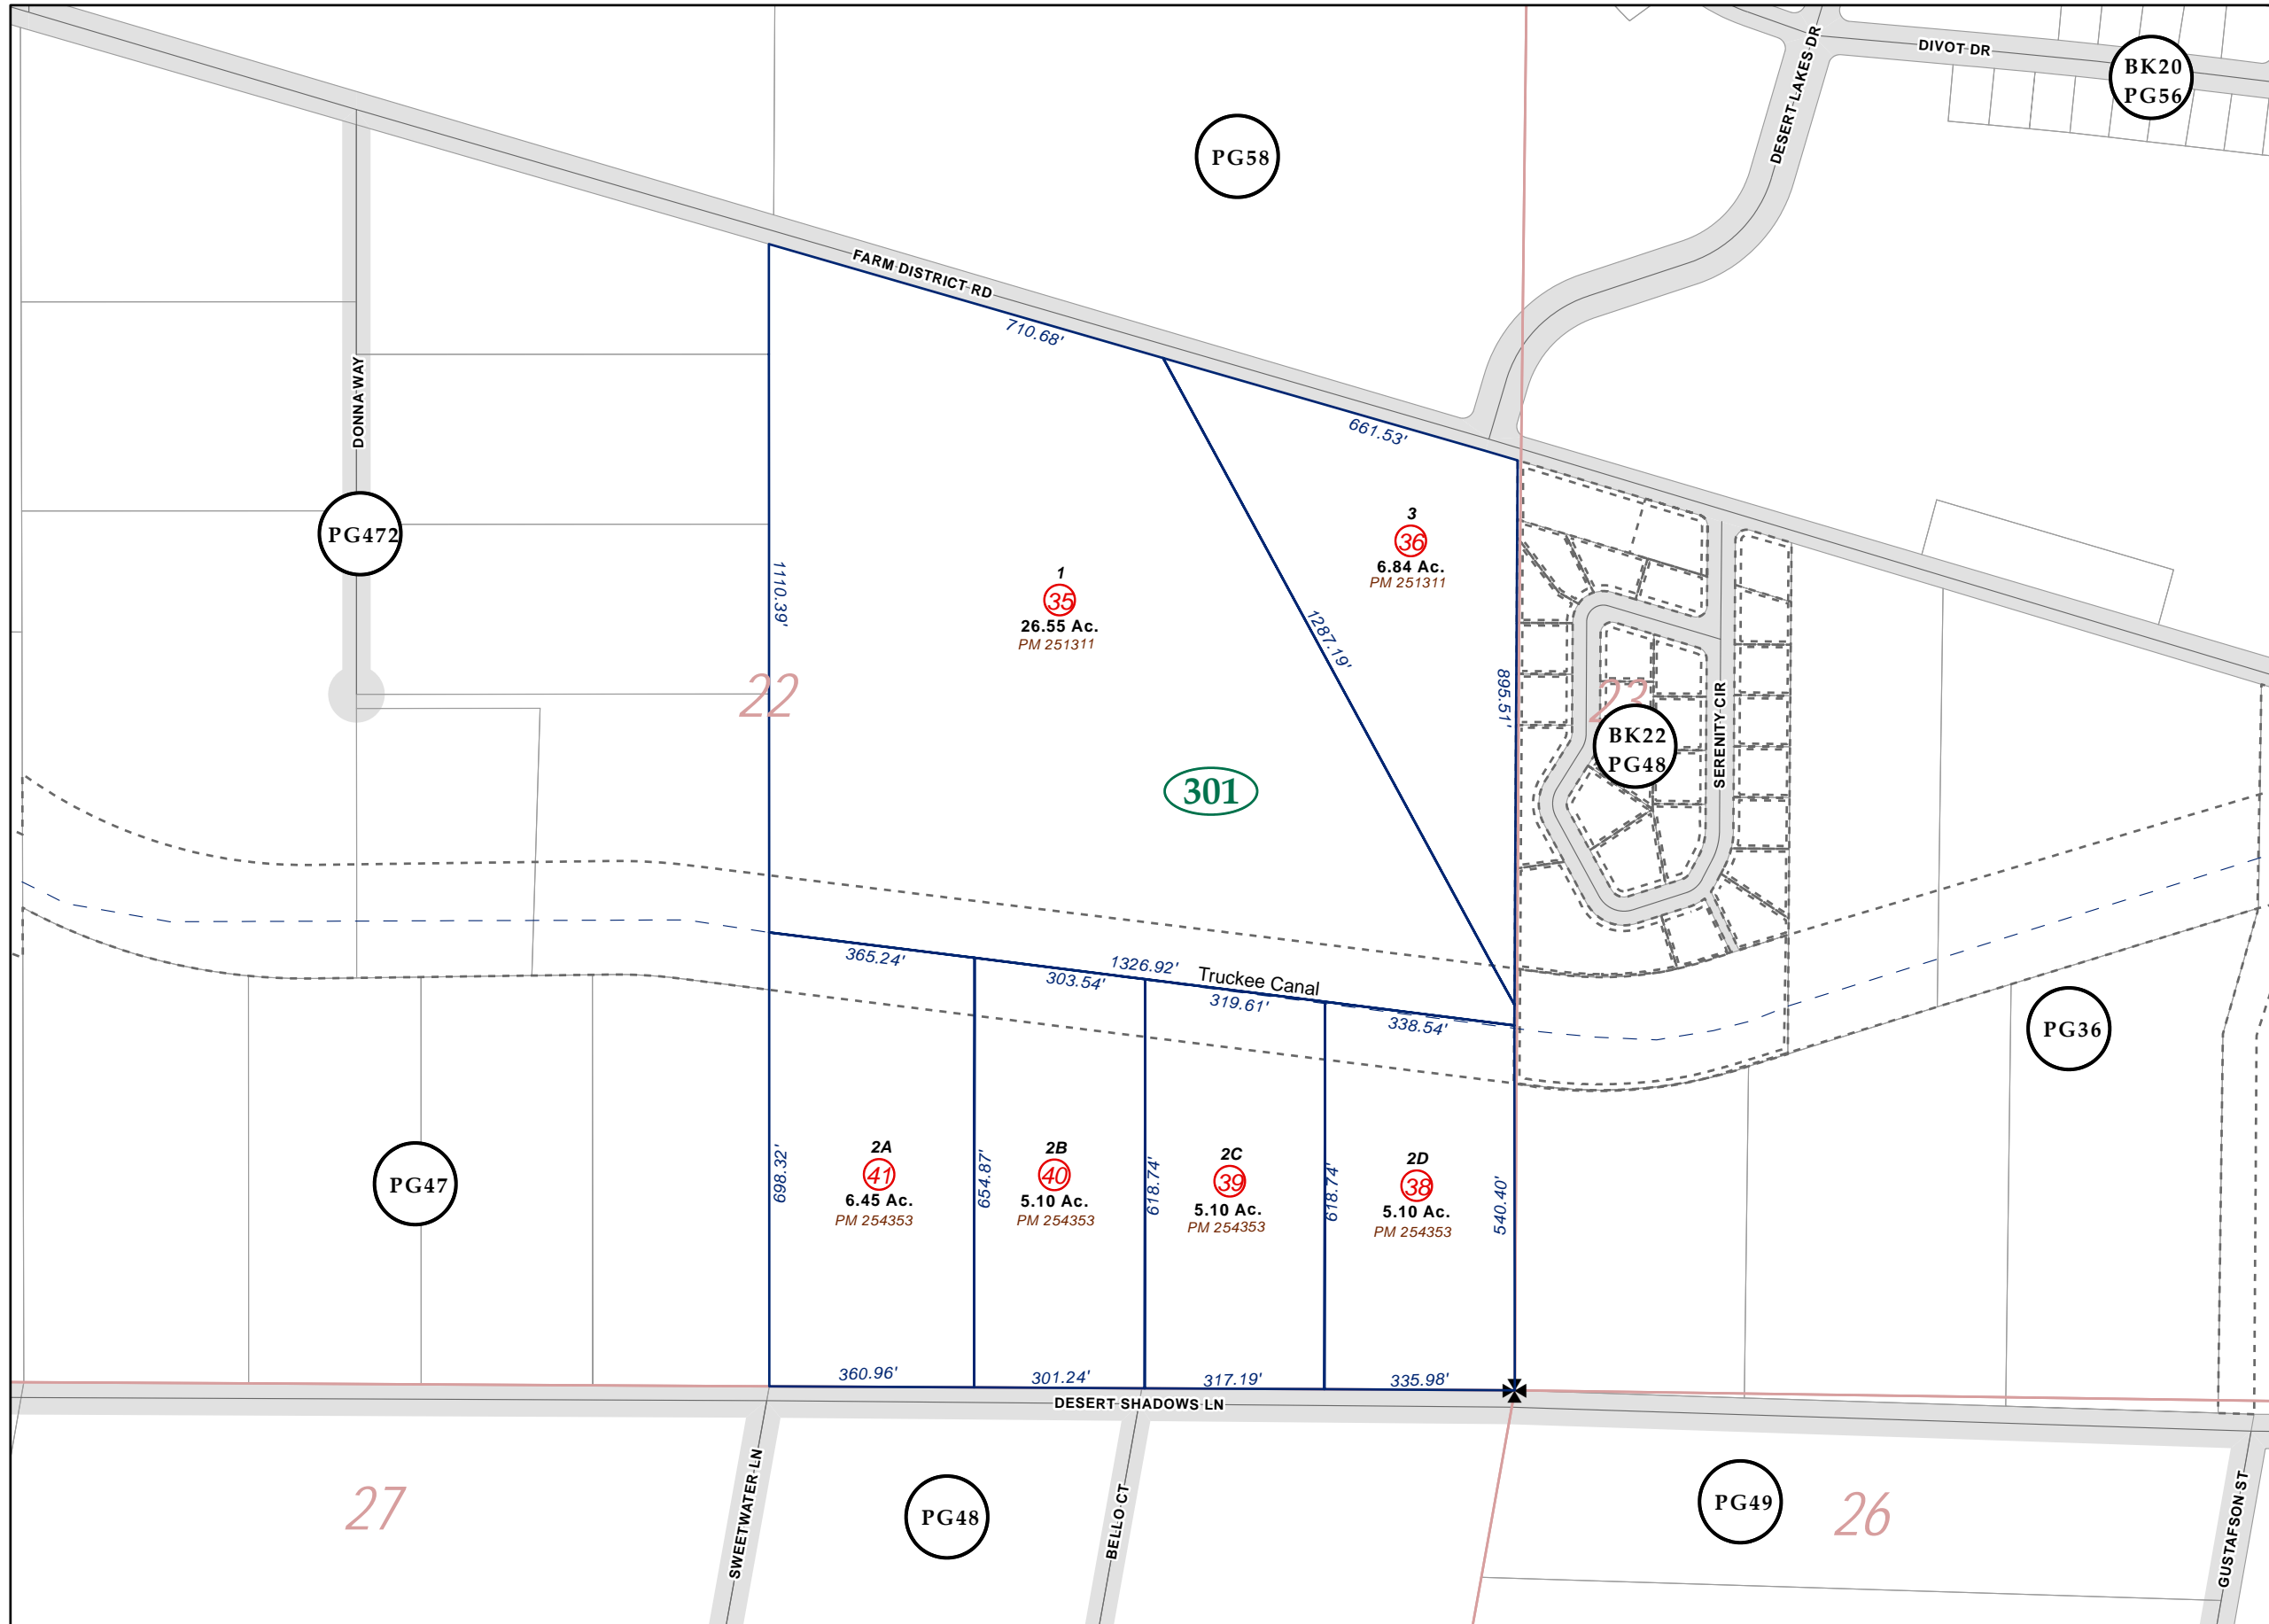 DIVOT DR
BK20
PG56
DESERT LAKES DR
PG58
FARM DISTRICT RD
710.68'
661.53'
DONNA WAY
PG472
3
36
6.84 Ac.
PM 251311
1
35
26.55 Ac.
PM 251311
1110.39'
1287.19'
895.51'
22
23
BK22
PG48
SERENITY CIR
301
365.24'
1326.92'
303.54'
Truckee Canal
319.61'
338.54'
PG36
PG47
698.32'
2A
41
6.45 Ac.
PM 254353
654.87'
2B
40
5.10 Ac.
PM 254353
618.74'
2C
39
5.10 Ac.
PM 254353
618.74'
2D
38
5.10 Ac.
PM 254353
540.40'
360.96'
301.24'
317.19'
335.98'
DESERT SHADOWS LN
27
SWEETWATER LN
PG48
BELLO CT
PG49
26
GUSTAFSON ST